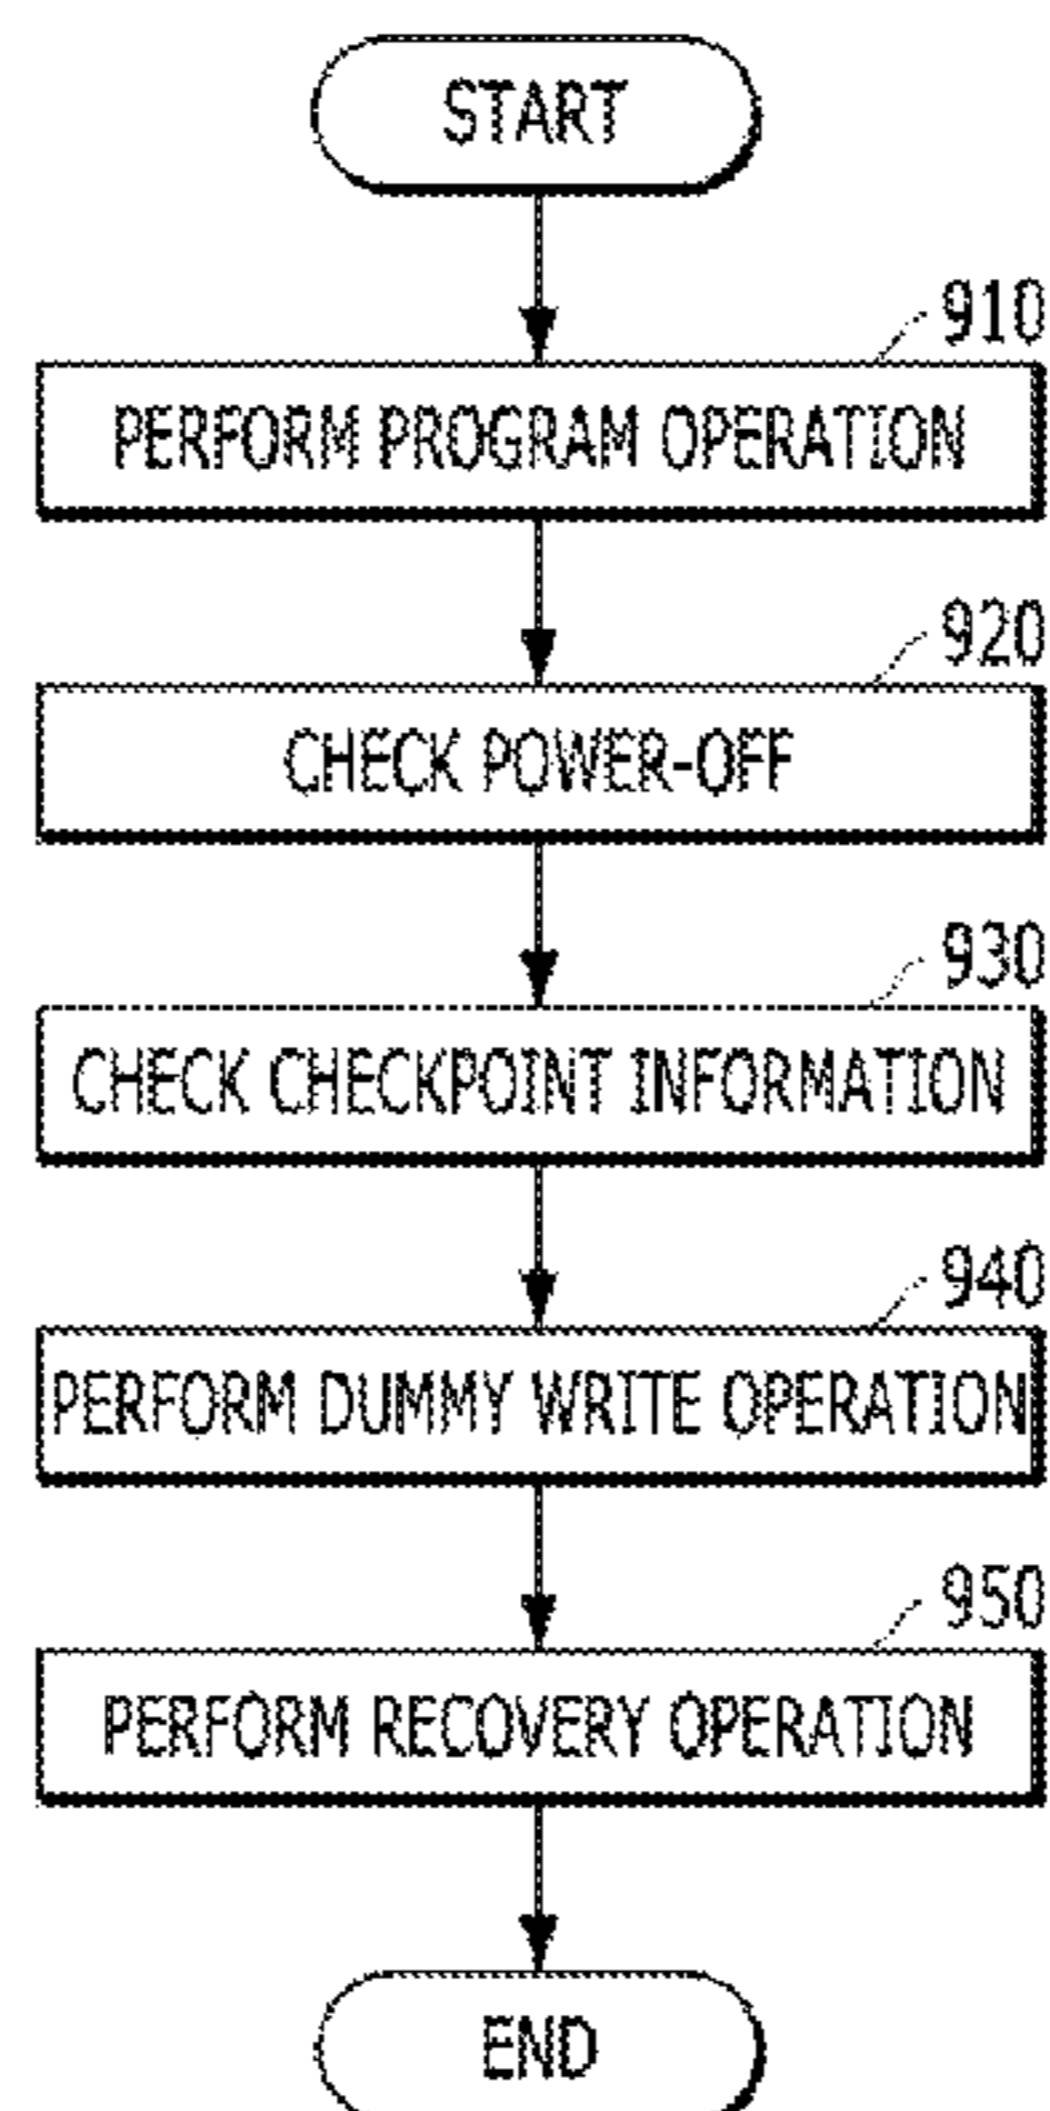 START
910
PERFORM PROGRAM OPERATION
920
CHECK POWER-OFF
930
CHECK CHECKPOINT INFORMATION
940
PERFORM DUMMY WRITE OPERATION
950
PERFORM RECOVERY OPERATION
END